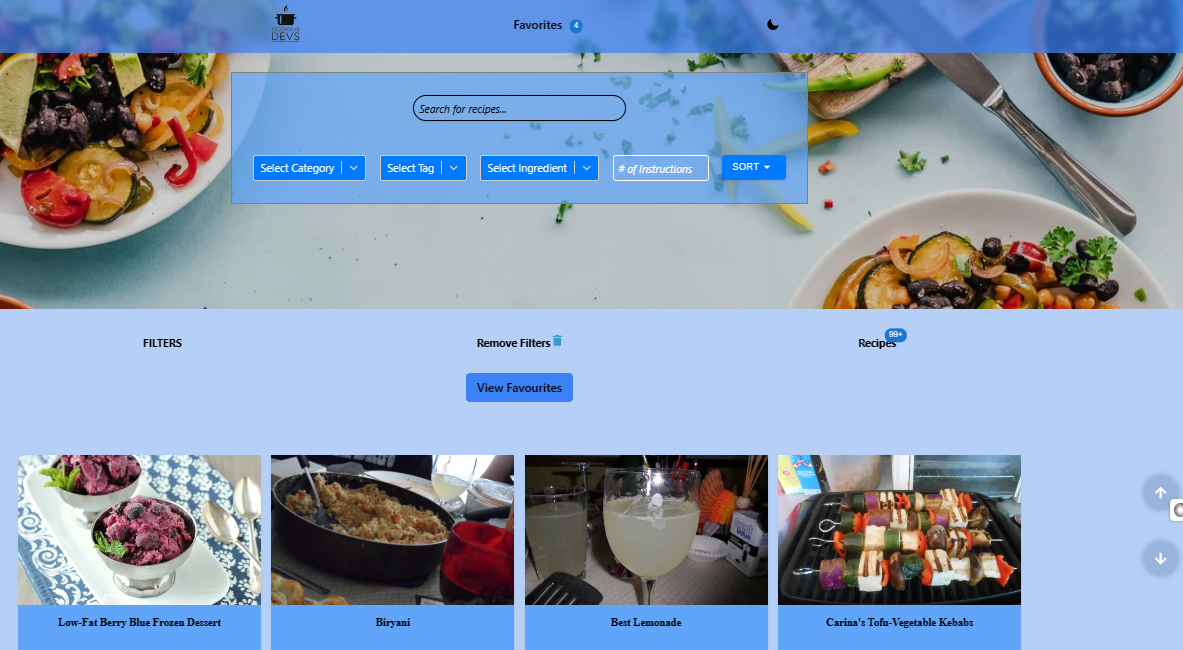 COOKING
DEVS
Favorites 4
Search for recipes...
Select Category
Select Tag
Select Ingredient
# of Instructions
SORT
FILTERS
Remove Filters
Recipes 99+
View Favourites
Low-Fat Berry Blue Frozen Dessert
Biryani
Best Lemonade
Carina's Tofu-Vegetable Kebabs